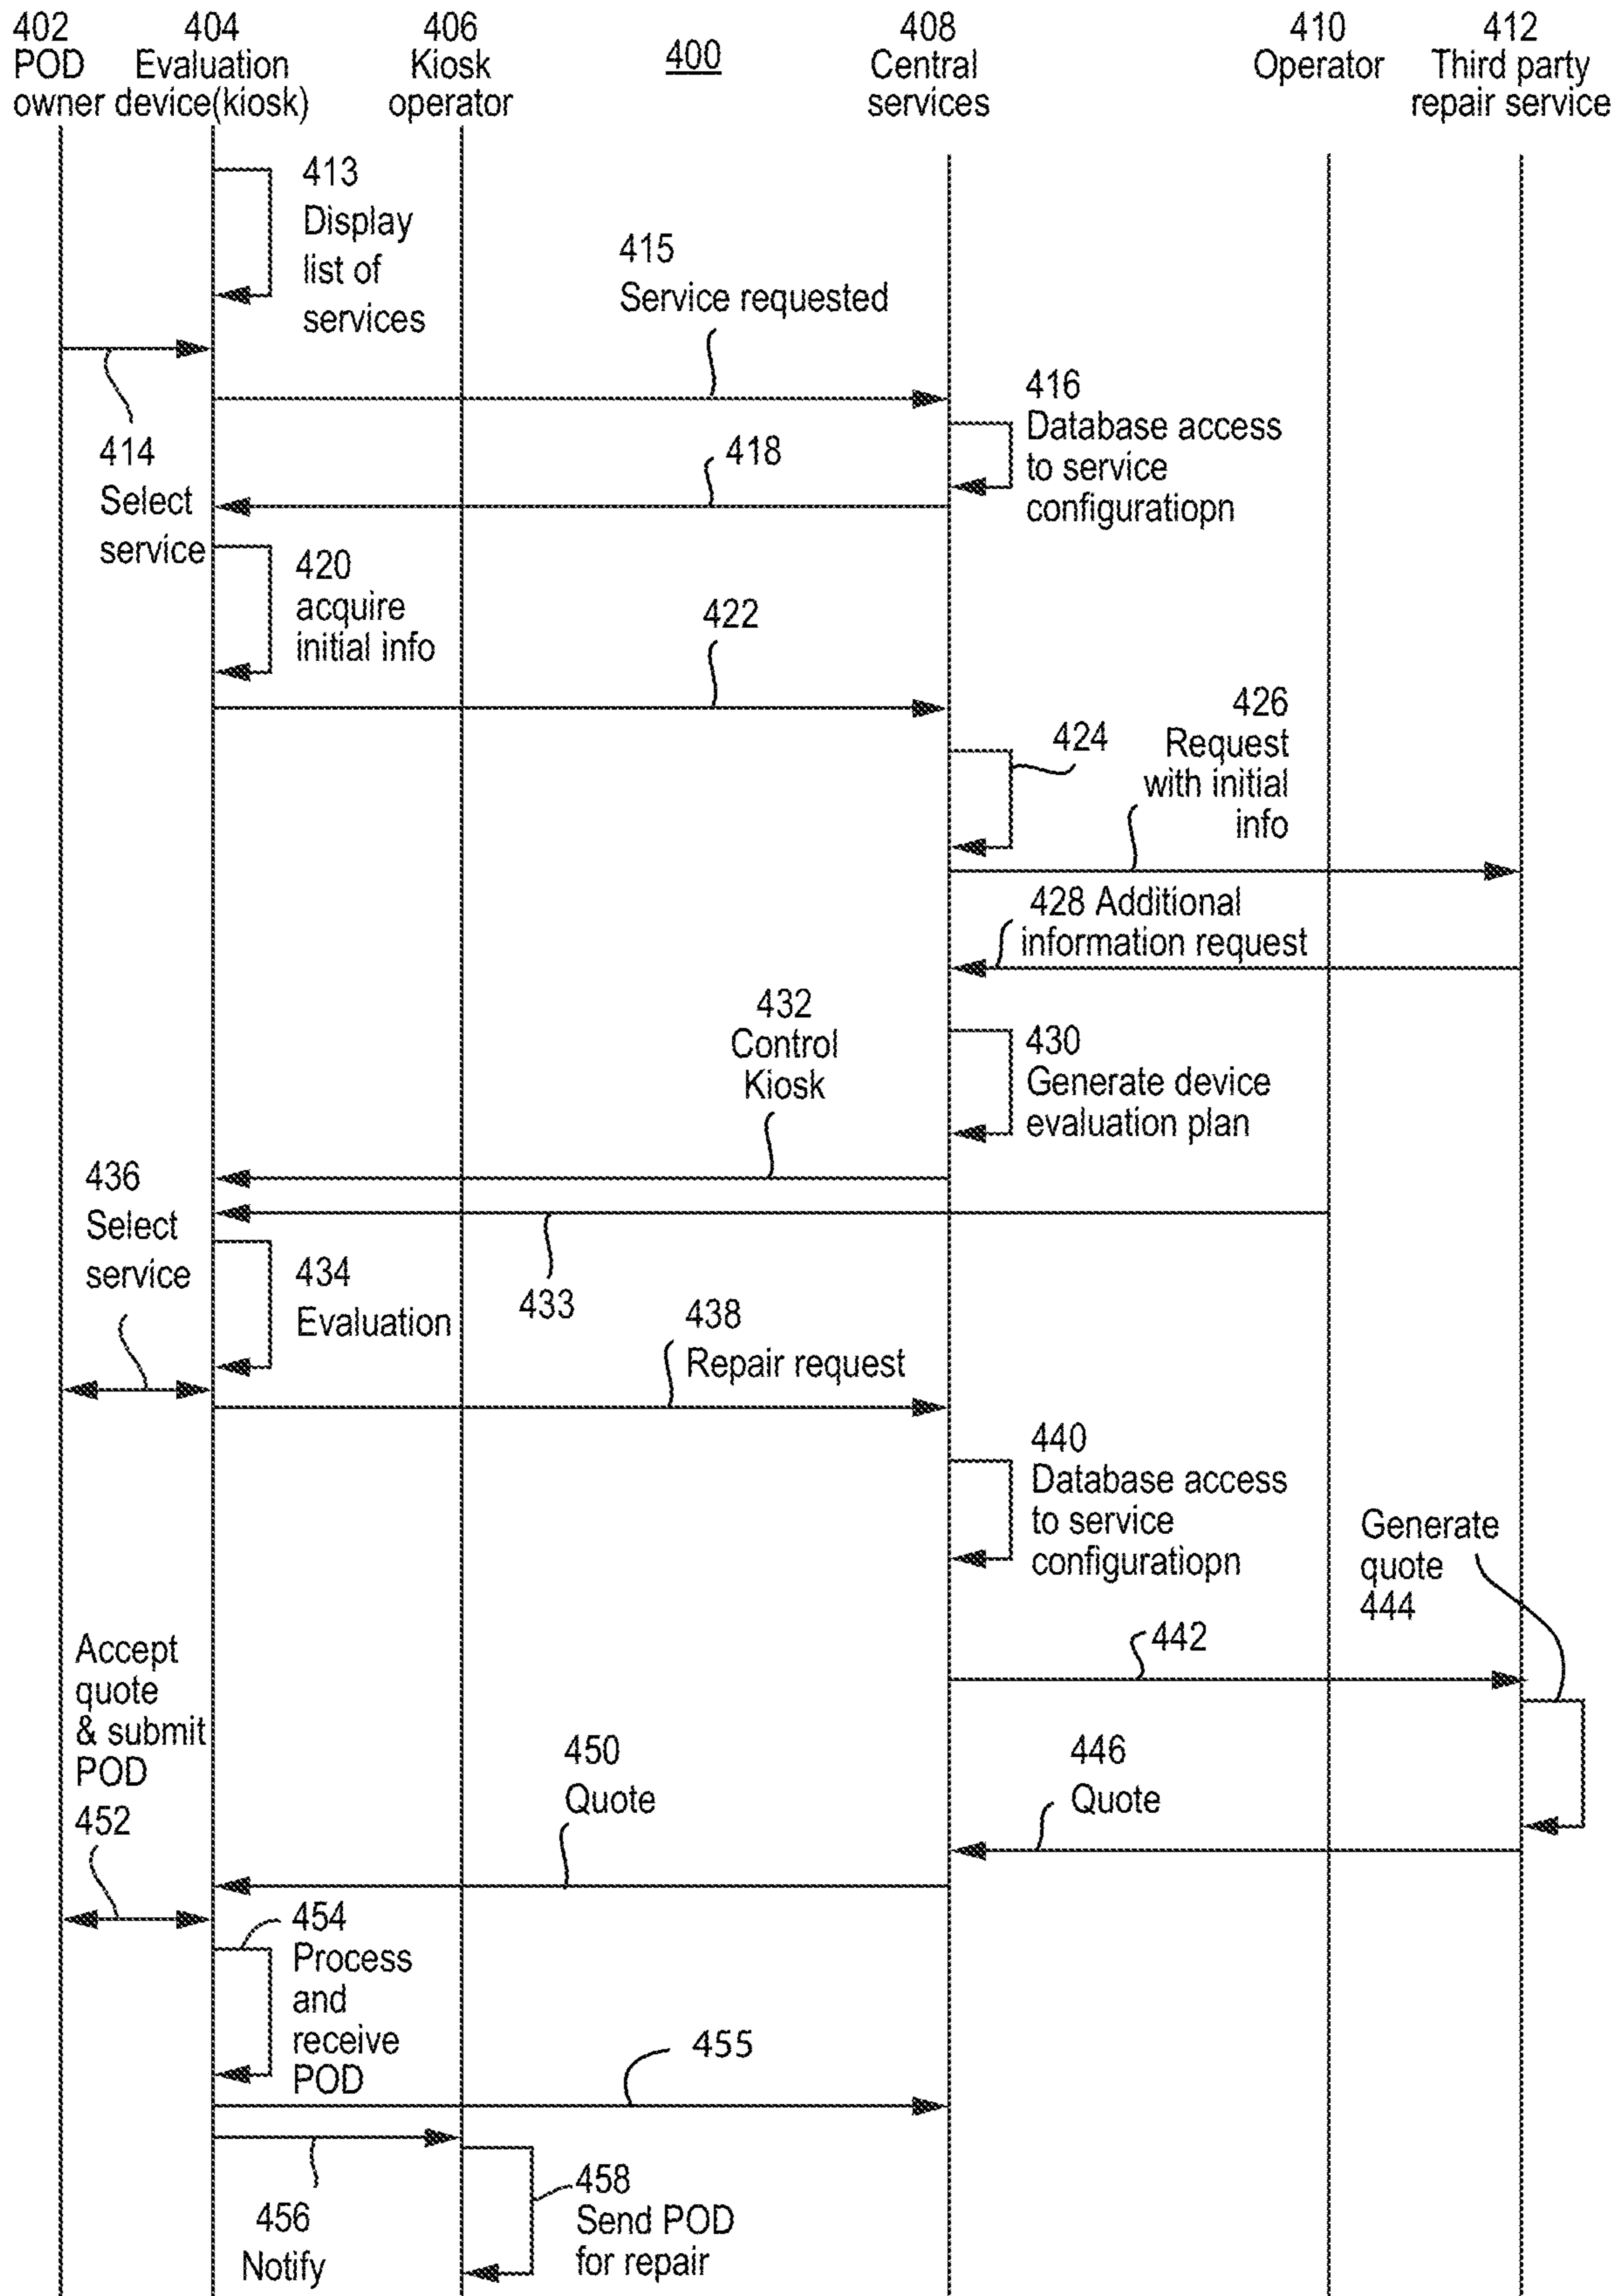 402
POD
owner
404
Evaluation
device(kiosk)
406
Kiosk
operator
400
408
Central
services
410
Operator
412
Third party
repair service
413
Display
list of
services
415
Service requested
414
Select
service
416
Database access
to service
configuratiopn
418
420
acquire
initial info
422
424
426
Request
with initial
info
428 Additional
information request
432
Control
Kiosk
430
Generate device
evaluation plan
436
Select
service
434
Evaluation
433
438
Repair request
440
Database access
to service
configuratiopn
Generate
quote
444
442
Accept
quote
& submit
POD
452
450
Quote
446
Quote
454
Process
and
receive
POD
455
456
Notify
458
Send POD
for repair